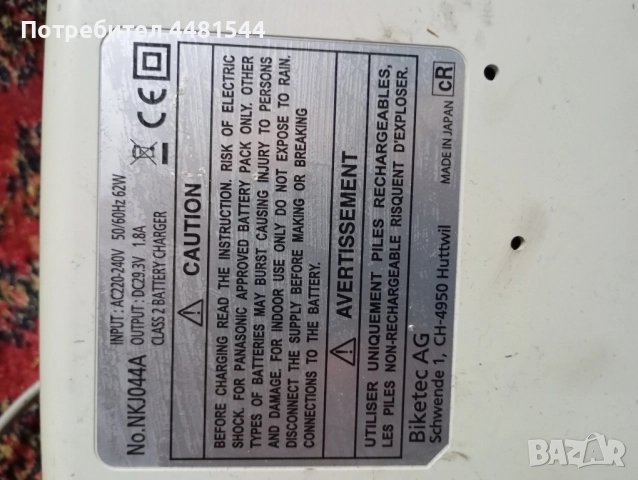 Потребител 4481544
No.NKJ044A
INPUT : AC220-240V 50/60Hz 62W
OUTPUT : DC29.3V 1.8A
CLASS 2 BATTERY CHARGER
CE
CAUTION
BEFORE CHARGING READ THE INSTRUCTION. RISK OF ELECTRIC
SHOCK. FOR PANASONIC APPROVED BATTERY PACK ONLY. OTHER
TYPES OF BATTERIES MAY BURST CAUSING INJURY TO PERSONS
AND DAMAGE. FOR INDOOR USE ONLY DO NOT EXPOSE TO RAIN.
DISCONNECT THE SUPPLY BEFORE MAKING OR BREAKING
CONNECTIONS TO THE BATTERY.
AVERTISSEMENT
UTILISER UNIQUEMENT PILES RECHARGEABLES,
LES PILES NON-RECHARGEABLE RISQUENT D'EXPLOSER.
Biketec AG
Schwende 1, CH-4950 Huttwil
MADE IN JAPAN
CR
BAZAR
bg